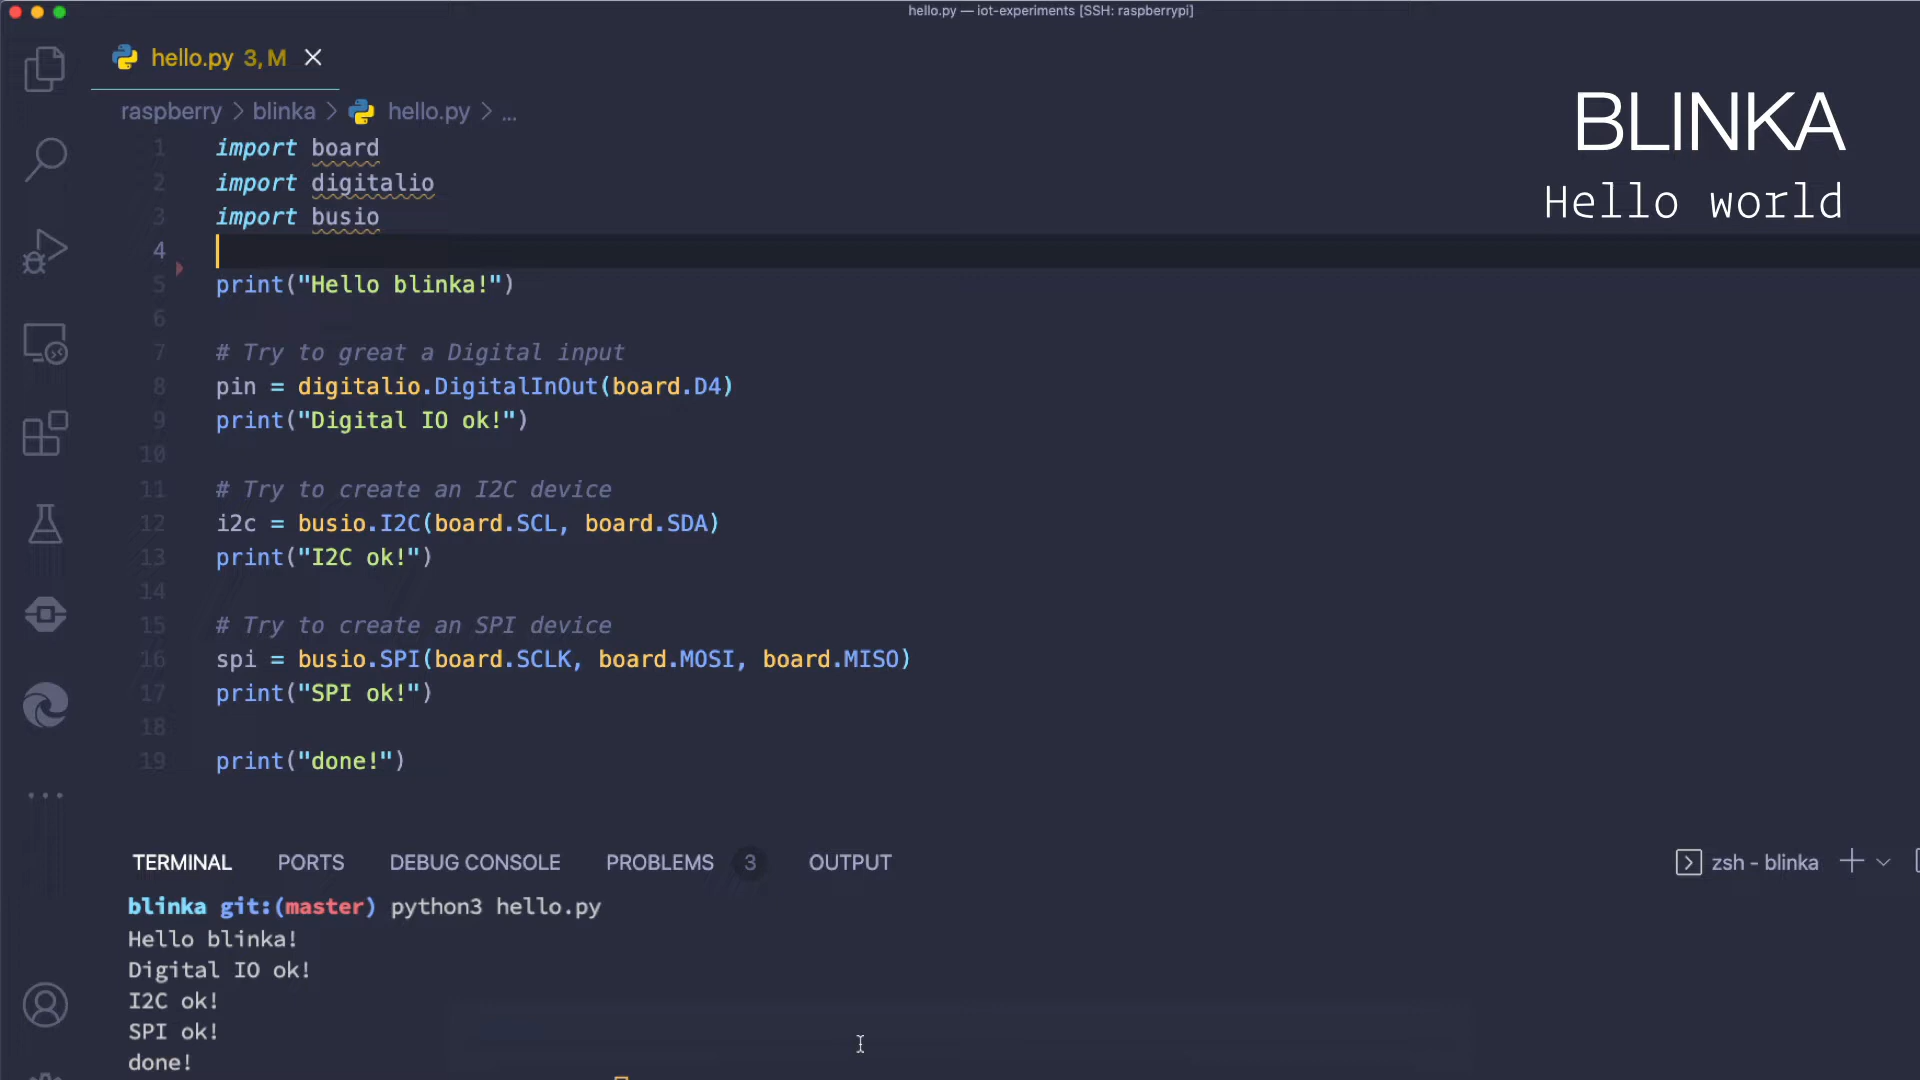 hello.py — iot-experiments [SSH: raspberrypi]
hello.py 3, M
raspberry > blinka > hello.py > ...
BLINKA
Hello world
1 import board
2 import digitalio
3 import busio
4
5 print("Hello blinka!")
6
7 # Try to great a Digital input
8 pin = digitalio.DigitalInOut(board.D4)
9 print("Digital IO ok!")
10
11 # Try to create an I2C device
12 i2c = busio.I2C(board.SCL, board.SDA)
13 print("I2C ok!")
14
15 # Try to create an SPI device
16 spi = busio.SPI(board.SCLK, board.MOSI, board.MISO)
17 print("SPI ok!")
18
19 print("done!")
TERMINAL PORTS DEBUG CONSOLE PROBLEMS 3 OUTPUT zsh - blinka
blinka git:(master) python3 hello.py
Hello blinka!
Digital IO ok!
I2C ok!
SPI ok!
done!